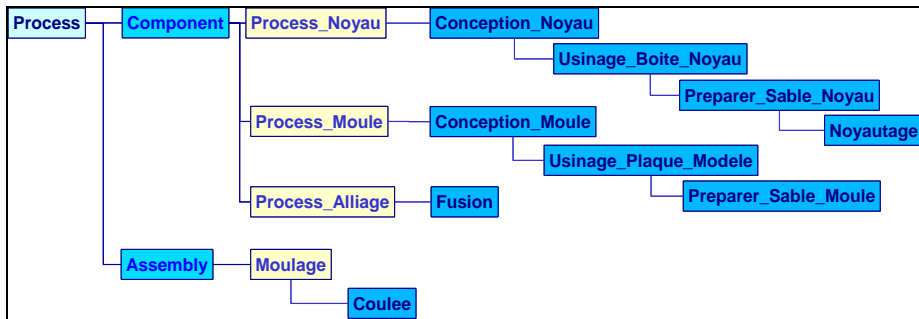 Process
Component
Process_Noyau
Conception_Noyau
Usinage_Boite_Noyau
Preparer_Sable_Noyau
Noyautage
Process_Moule
Conception_Moule
Usinage_Plaque_Modele
Preparer_Sable_Moule
Process_Alliage
Fusion
Assembly
Moulage
Coulee